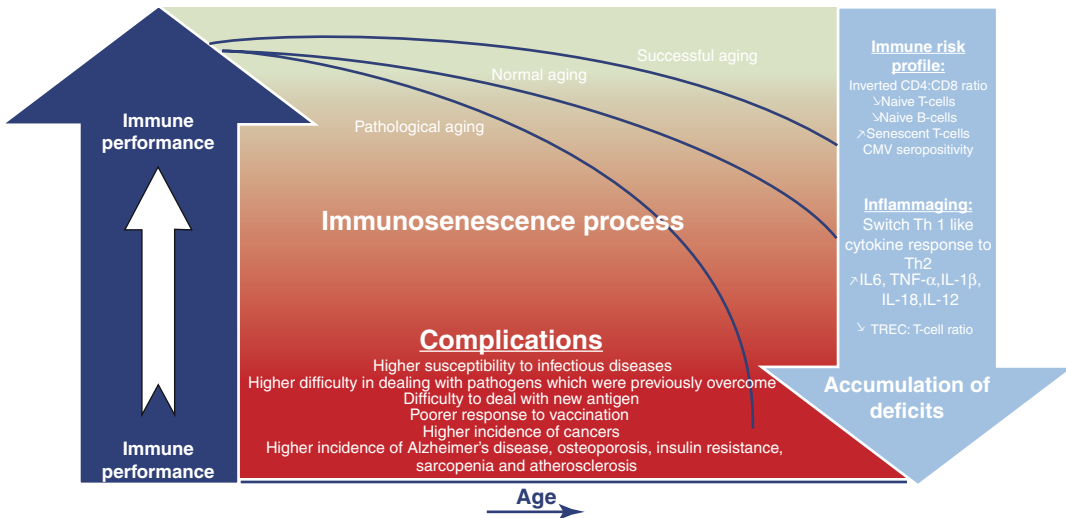 Immune
performance
Immune
performance
Successful aging
Normal aging
Pathological aging
Immunosenescence process
Complications
Higher susceptibility to infectious diseases
Higher difficulty in dealing with pathogens which were previously overcome
Difficulty to deal with new antigen
Poorer response to vaccination
Higher incidence of cancers
Higher incidence of Alzheimer's disease, osteoporosis, insulin resistance,
sarcopenia and atherosclerosis
Age
Immune risk
profile:
Inverted CD4:CD8 ratio
↘Naive T-cells
↘Naive B-cells
↗Senescent T-cells
CMV seropositivity
Inflammaging:
Switch Th 1 like
cytokine response to
Th2
↗IL6, TNF-α,IL-1β,
IL-18,IL-12
↘ TREC: T-cell ratio
Accumulation of
deficits